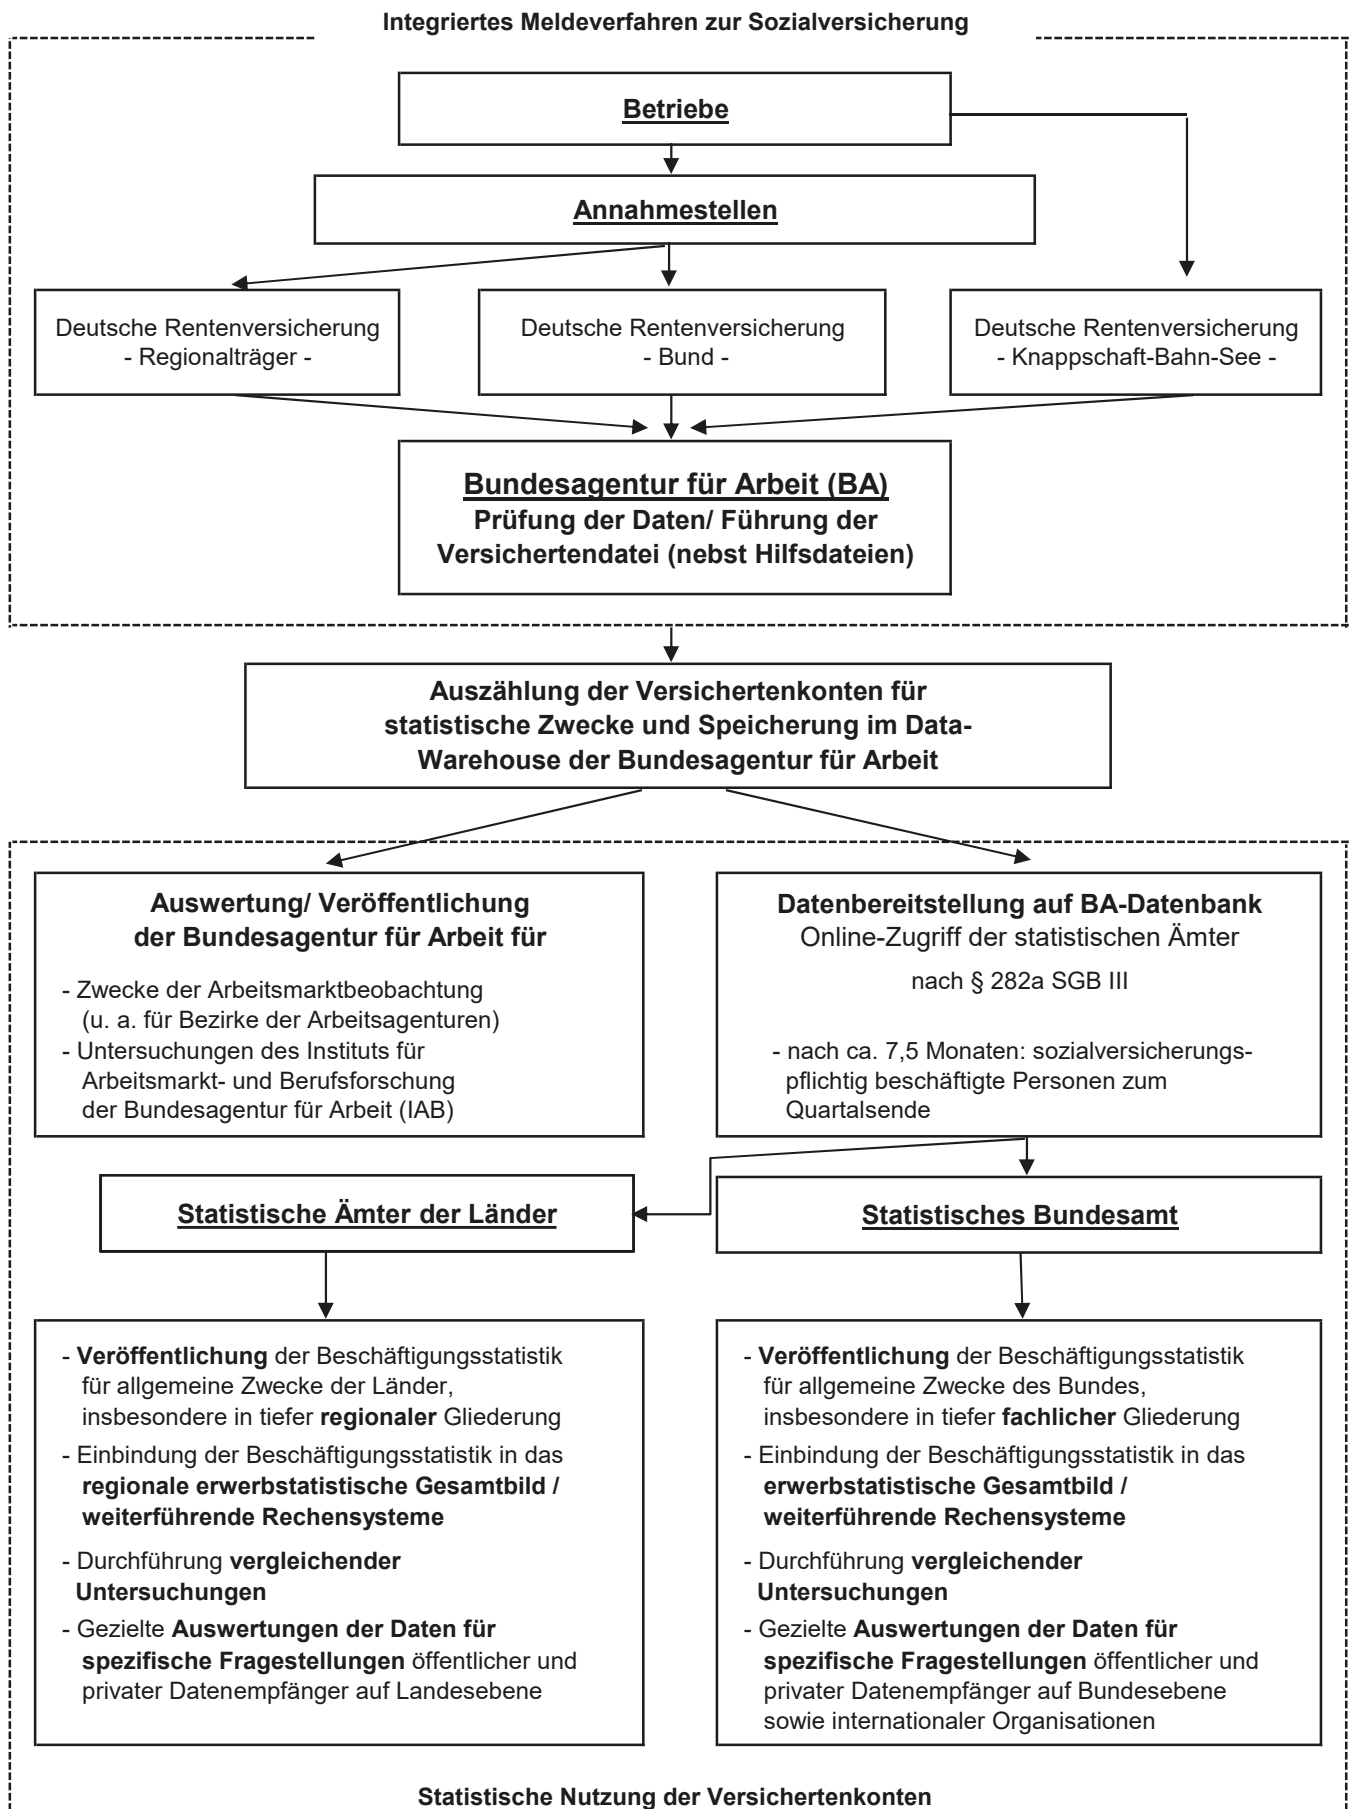 Integriertes Meldeverfahren zur Sozialversicherung
Betriebe
Annahmestellen
Deutsche Rentenversicherung
- Regionalträger -
Deutsche Rentenversicherung
- Bund -
Deutsche Rentenversicherung
- Knappschaft-Bahn-See -
Bundesagentur für Arbeit (BA)
Prüfung der Daten/ Führung der
Versichertendatei (nebst Hilfsdateien)
Auszählung der Versichertenkonten für
statistische Zwecke und Speicherung im Data-
Warehouse der Bundesagentur für Arbeit
Auswertung/ Veröffentlichung
der Bundesagentur für Arbeit für
- Zwecke der Arbeitsmarktbeobachtung
(u. a. für Bezirke der Arbeitsagenturen)
- Untersuchungen des Instituts für
Arbeitsmarkt- und Berufsforschung
der Bundesagentur für Arbeit (IAB)
Datenbereitstellung auf BA-Datenbank
Online-Zugriff der statistischen Ämter
nach § 282a SGB III
- nach ca. 7,5 Monaten: sozialversicherungs-
pflichtig beschäftigte Personen zum
Quartalsende
Statistische Ämter der Länder
Statistisches Bundesamt
- Veröffentlichung der Beschäftigungsstatistik
für allgemeine Zwecke der Länder,
insbesondere in tiefer regionaler Gliederung
- Einbindung der Beschäftigungsstatistik in das
regionale erwerbstatistische Gesamtbild /
weiterführende Rechensysteme
- Durchführung vergleichender
Untersuchungen
- Gezielte Auswertungen der Daten für
spezifische Fragestellungen öffentlicher und
privater Datenempfänger auf Landesebene
- Veröffentlichung der Beschäftigungsstatistik
für allgemeine Zwecke des Bundes,
insbesondere in tiefer fachlicher Gliederung
- Einbindung der Beschäftigungsstatistik in das
erwerbstatistische Gesamtbild /
weiterführende Rechensysteme
- Durchführung vergleichender
Untersuchungen
- Gezielte Auswertungen der Daten für
spezifische Fragestellungen öffentlicher und
privater Datenempfänger auf Bundesebene
sowie internationaler Organisationen
Statistische Nutzung der Versichertenkonten